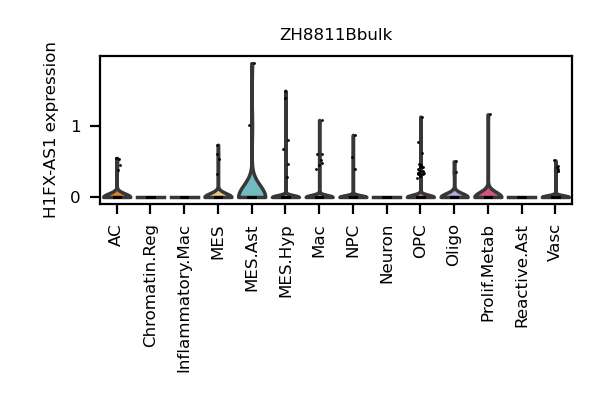 ZH8811Bbulk
H1FX-AS1 expression
1
0
AC
Chromatin.Reg
Inflammatory.Mac
MES
MES.Ast
MES.Hyp
Mac
NPC
Neuron
OPC
Oligo
Prolif.Metab
Reactive.Ast
Vasc